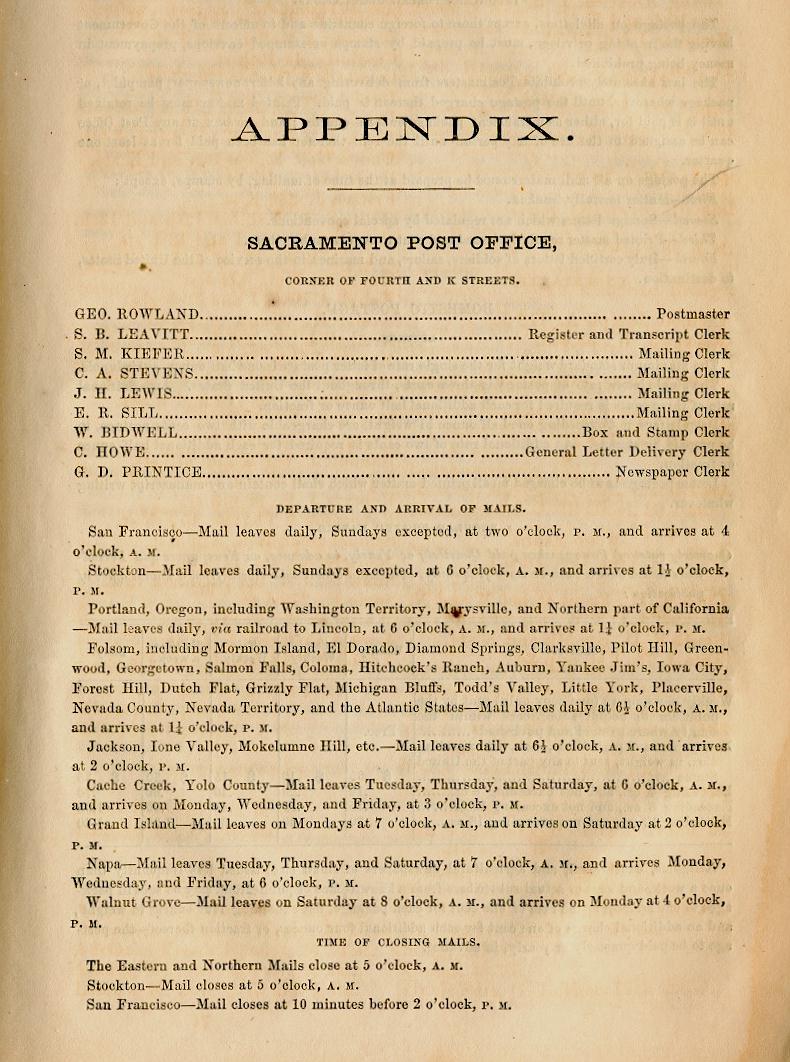 APPENDIX.
SACRAMENTO POST OFFICE,
CORNER OF FOURTH AND K STREETS.
GEO. ROWLAND........ Postmaster
S. B. LEAVITT........ Register and Transcript Clerk
S. M. KIEFER........ Mailing Clerk
C. A. STEVENS........ Mailing Clerk
J. H. LEWIS........ Mailing Clerk
E. R. SILL........ Mailing Clerk
W. BIDWELL........ Box and Stamp Clerk
C. HOWE........ General Letter Delivery Clerk
G. D. PRINTICE........ Newspaper Clerk
DEPARTURE AND ARRIVAL OF MAILS.
San Francisco—Mail leaves daily, Sundays excepted, at two o'clock, P. M., and arrives at 4
o'clock, A. M.
Stockton—Mail leaves daily, Sundays excepted, at 6 o'clock, A. M., and arrives at 1½ o'clock,
P. M.
Portland, Oregon, including Washington Territory, Marysville, and Northern part of California
—Mail leaves daily, via railroad to Lincoln, at 6 o'clock, A. M., and arrives at 1¼ o'clock, P. M.
Folsom, including Mormon Island, El Dorado, Diamond Springs, Clarksville, Pilot Hill, Green-
wood, Georgetown, Salmon Falls, Coloma, Hitchcock's Ranch, Auburn, Yankee Jim's, Iowa City,
Forest Hill, Dutch Flat, Grizzly Flat, Michigan Bluffs, Todd's Valley, Little York, Placerville,
Nevada County, Nevada Territory, and the Atlantic States—Mail leaves daily at 6½ o'clock, A. M.,
and arrives at 1¼ o'clock, P. M.
Jackson, Ione Valley, Mokelumne Hill, etc.—Mail leaves daily at 6½ o'clock, A. M., and arrives
at 2 o'clock, P. M.
Cache Creek, Yolo County—Mail leaves Tuesday, Thursday, and Saturday, at 6 o'clock, A. M.,
and arrives on Monday, Wednesday, and Friday, at 3 o'clock, P. M.
Grand Island—Mail leaves on Mondays at 7 o'clock, A. M., and arrives on Saturday at 2 o'clock,
P. M.
Napa—Mail leaves Tuesday, Thursday, and Saturday, at 7 o'clock, A. M., and arrives Monday,
Wednesday, and Friday, at 6 o'clock, P. M.
Walnut Grove—Mail leaves on Saturday at 8 o'clock, A. M., and arrives on Monday at 4 o'clock,
P. M.
TIME OF CLOSING MAILS.
The Eastern and Northern Mails close at 5 o'clock, A. M.
Stockton—Mail closes at 5 o'clock, A. M.
San Francisco—Mail closes at 10 minutes before 2 o'clock, P. M.